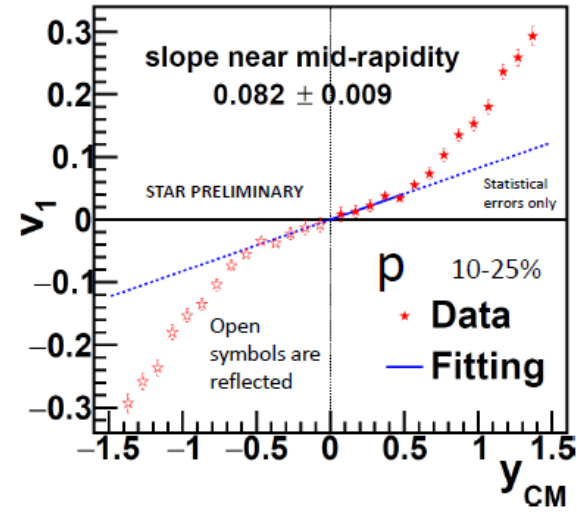 slope near mid-rapidity
0.082 ± 0.009
STAR PRELIMINARY
Statistical
errors only
p 10-25%
Data
Fitting
Open
symbols are
reflected
v1
0.3
0.2
0.1
0
−0.1
−0.2
−0.3
−1.5 −1 −0.5 0 0.5 1 1.5
yCM